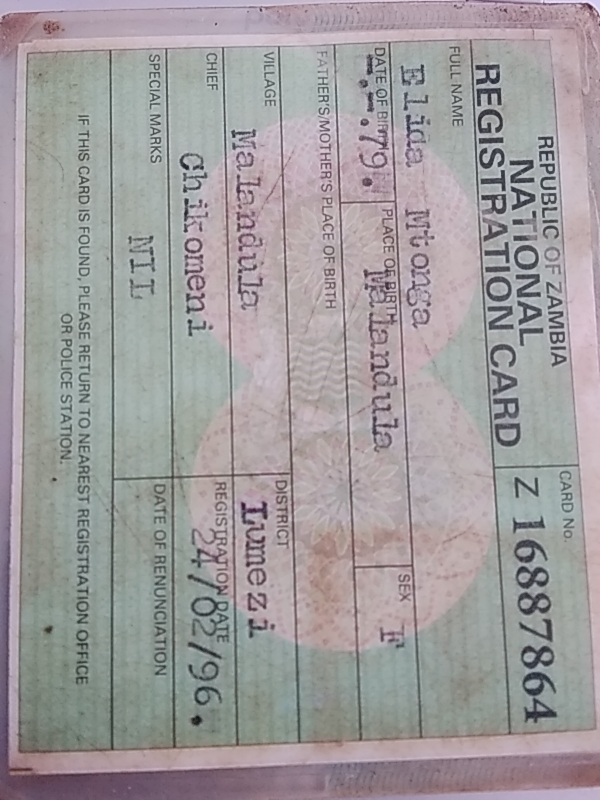 REPUBLIC OF ZAMBIA
NATIONAL
REGISTRATION CARD
CARD No.
Z 16887864
FULL NAME
Elida Mtonga
DATE OF BIRTH
-.-.79.
PLACE OF BIRTH
Malandula
SEX
F
FATHER'S/MOTHER'S PLACE OF BIRTH
VILLAGE
Malandula
DISTRICT
Lumezi
CHIEF
Chikomeni
REGISTRATION DATE
24/02/96.
SPECIAL MARKS
NIL
DATE OF RENUNCIATION
IF THIS CARD IS FOUND, PLEASE RETURN TO NEAREST REGISTRATION OFFICE
OR POLICE STATION.